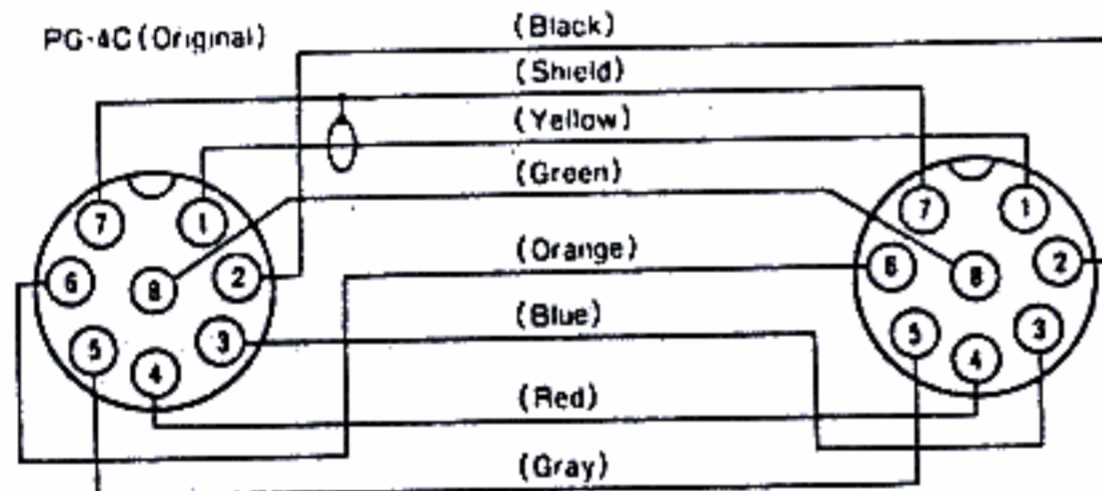 PG-4C (Original)
(Black)
(Shield)
(Yellow)
(Green)
(Orange)
(Blue)
(Red)
(Gray)
7 1 6 8 2 5 4 3
7 1 6 8 2 5 4 3